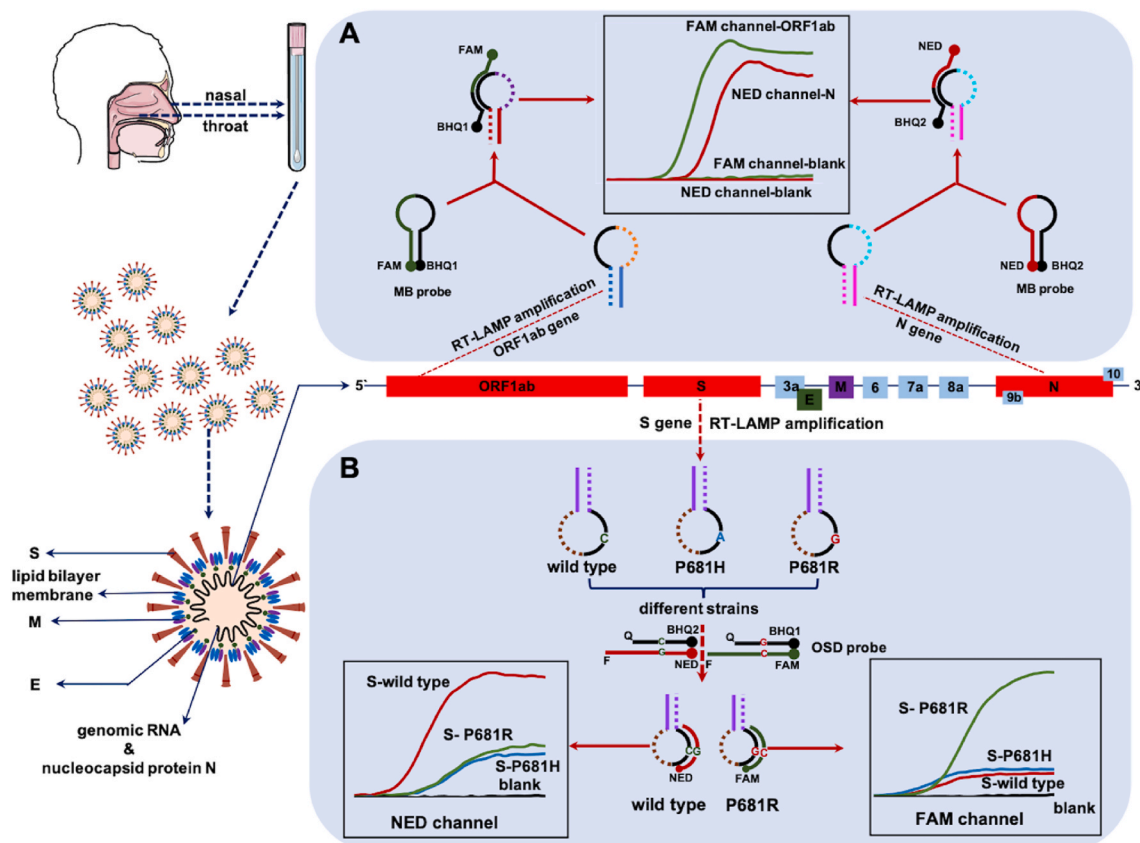 A
nasal
throat
FAM
BHQ1
FAM channel-ORF1ab
NED channel-N
FAM channel-blank
NED channel-blank
NED
BHQ2
FAM
BHQ1
MB probe
NED
BHQ2
MB probe
RT-LAMP amplification
ORF1ab gene
RT-LAMP amplification
N gene
5`
ORF1ab
S
3a
E
M
6
7a
8a
9b
N
10
3
S gene
RT-LAMP amplification
B
C
A
G
wild type
P681H
P681R
different strains
Q
C
BHQ2
F
G
NED
Q
G
BHQ1
F
C
FAM
OSD probe
S
lipid bilayer
membrane
M
E
genomic RNA
&
nucleocapsid protein N
S-wild type
S- P681R
S-P681H
blank
NED channel
CG
NED
wild type
GC
FAM
P681R
S- P681R
S-P681H
S-wild type
blank
FAM channel